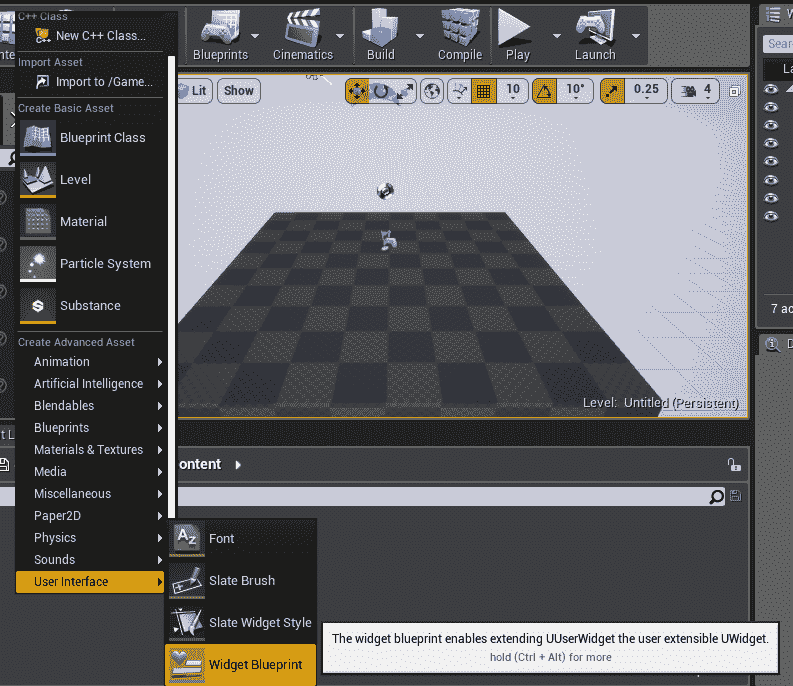 C++ Class
New C++ Class...
Import Asset
Import to /Game...
Create Basic Asset
Blueprint Class
Level
Material
Particle System
Substance
Create Advanced Asset
Animation
Artificial Intelligence
Blendables
Blueprints
Materials & Textures
Media
Miscellaneous
Paper2D
Physics
Sounds
User Interface
Font
Slate Brush
Slate Widget Style
Widget Blueprint
The widget blueprint enables extending UUserWidget the user extensible UWidget.
hold (Ctrl + Alt) for more
Blueprints
Cinematics
Build
Compile
Play
Launch
Lit
Show
10
10°
0.25
4
Level: Untitled (Persistent)
ontent
W
Sear
La
7 ac
D
t L